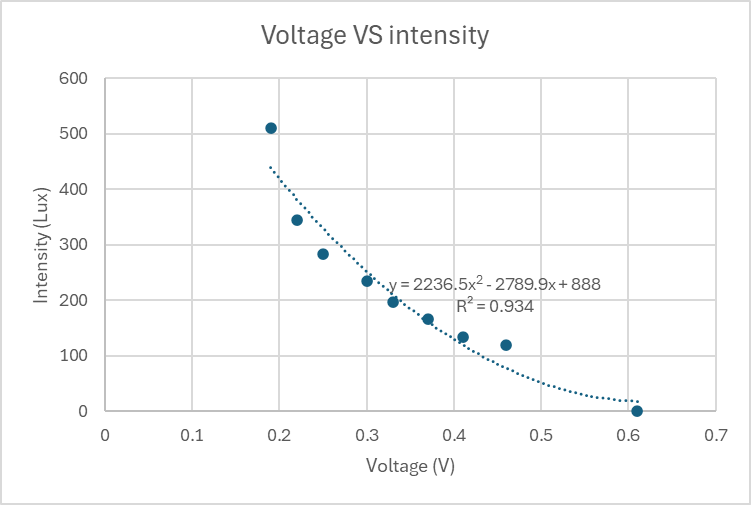 Voltage VS intensity
600
500
400
300
200
100
0
Intensity (Lux)
y = 2236.5x² - 2789.9x + 888
R² = 0.934
0 0.1 0.2 0.3 0.4 0.5 0.6 0.7
Voltage (V)